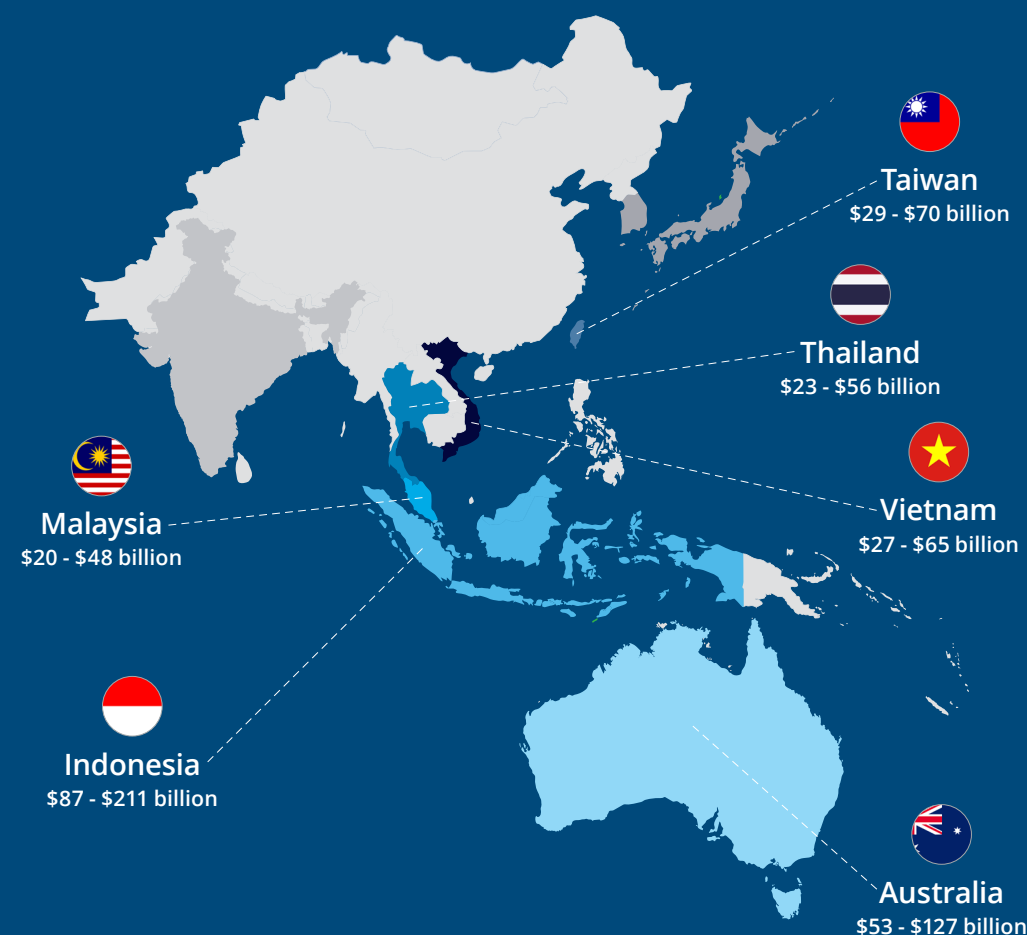 Taiwan
$29 - $70 billion
Thailand
$23 - $56 billion
Vietnam
$27 - $65 billion
Malaysia
$20 - $48 billion
Indonesia
$87 - $211 billion
Australia
$53 - $127 billion